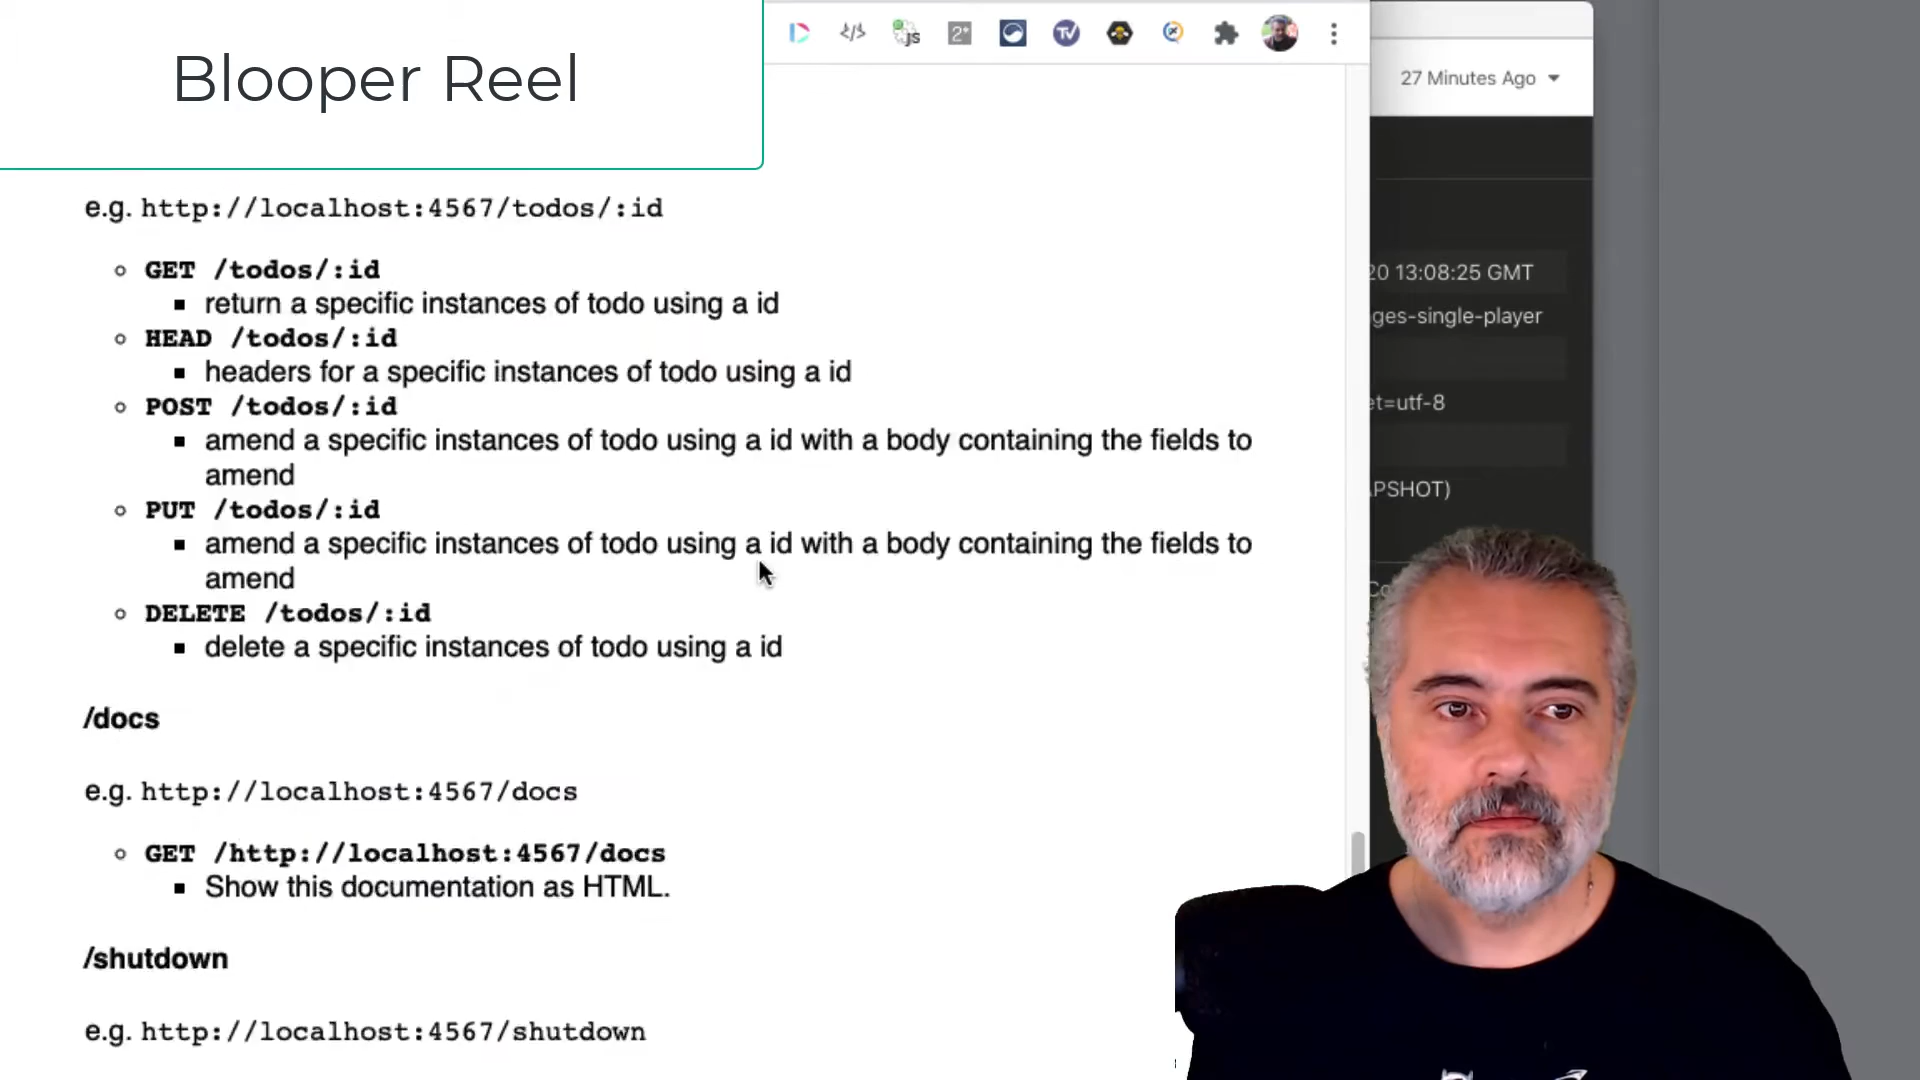 Blooper Reel
27 Minutes Ago
e.g. http://localhost:4567/todos/:id
GET /todos/:id
return a specific instances of todo using a id
HEAD /todos/:id
headers for a specific instances of todo using a id
POST /todos/:id
amend a specific instances of todo using a id with a body containing the fields to
amend
PUT /todos/:id
amend a specific instances of todo using a id with a body containing the fields to
amend
DELETE /todos/:id
delete a specific instances of todo using a id
/docs
e.g. http://localhost:4567/docs
GET /http://localhost:4567/docs
Show this documentation as HTML.
/shutdown
e.g. http://localhost:4567/shutdown
20 13:08:25 GMT
ges-single-player
et=utf-8
APSHOT)
Co